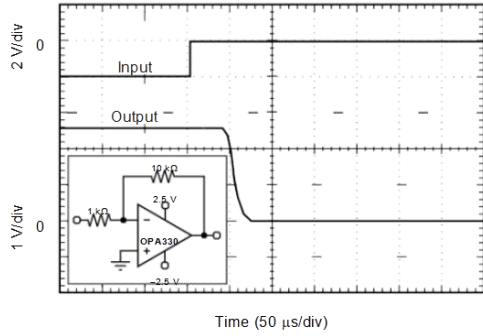 2 V/div
0
Input
Output
10 kΩ
1 kΩ
2.5 V
−
OPA330
+
−2.5 V
1 V/div
0
Time (50 µs/div)